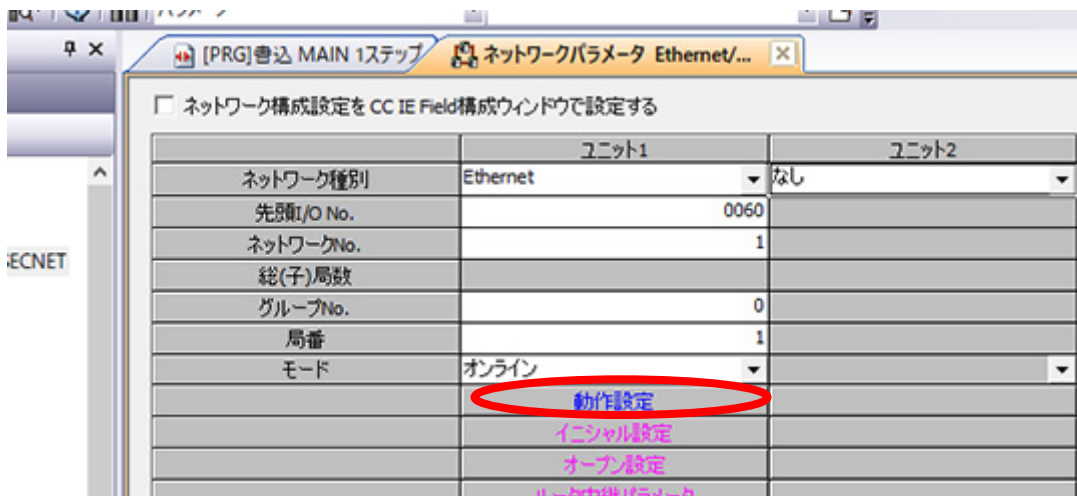 [PRG]書込 MAIN 1ステップ
ネットワークパラメータ Ethernet/...
ネットワーク構成設定を CC IE Field構成ウィンドウで設定する
ユニット1 ユニット2
ネットワーク種別 Ethernet なし
先頭I/O No. 0060
ネットワークNo. 1
総(子)局数
グループNo. 0
局番 1
モード オンライン
動作設定
イニシャル設定
オープン設定